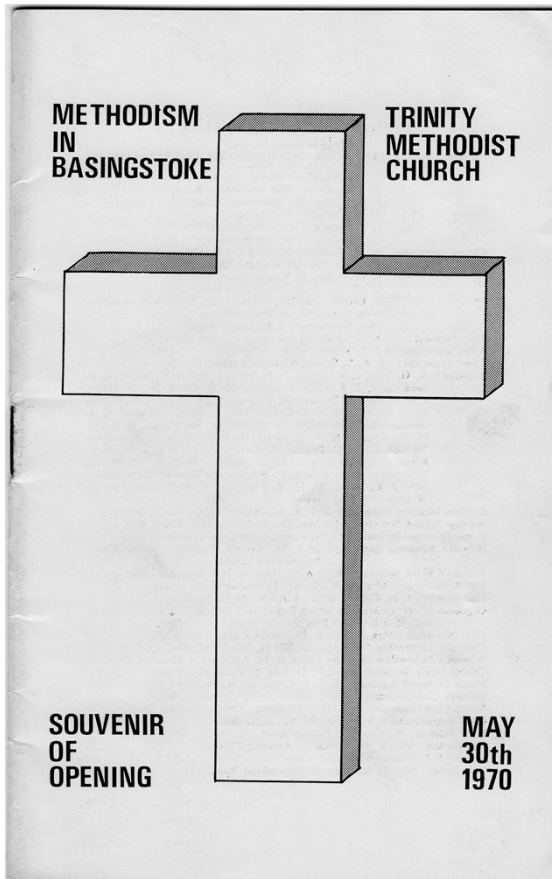 METHODISM
IN
BASINGSTOKE
TRINITY
METHODIST
CHURCH
SOUVENIR
OF
OPENING
MAY
30th
1970